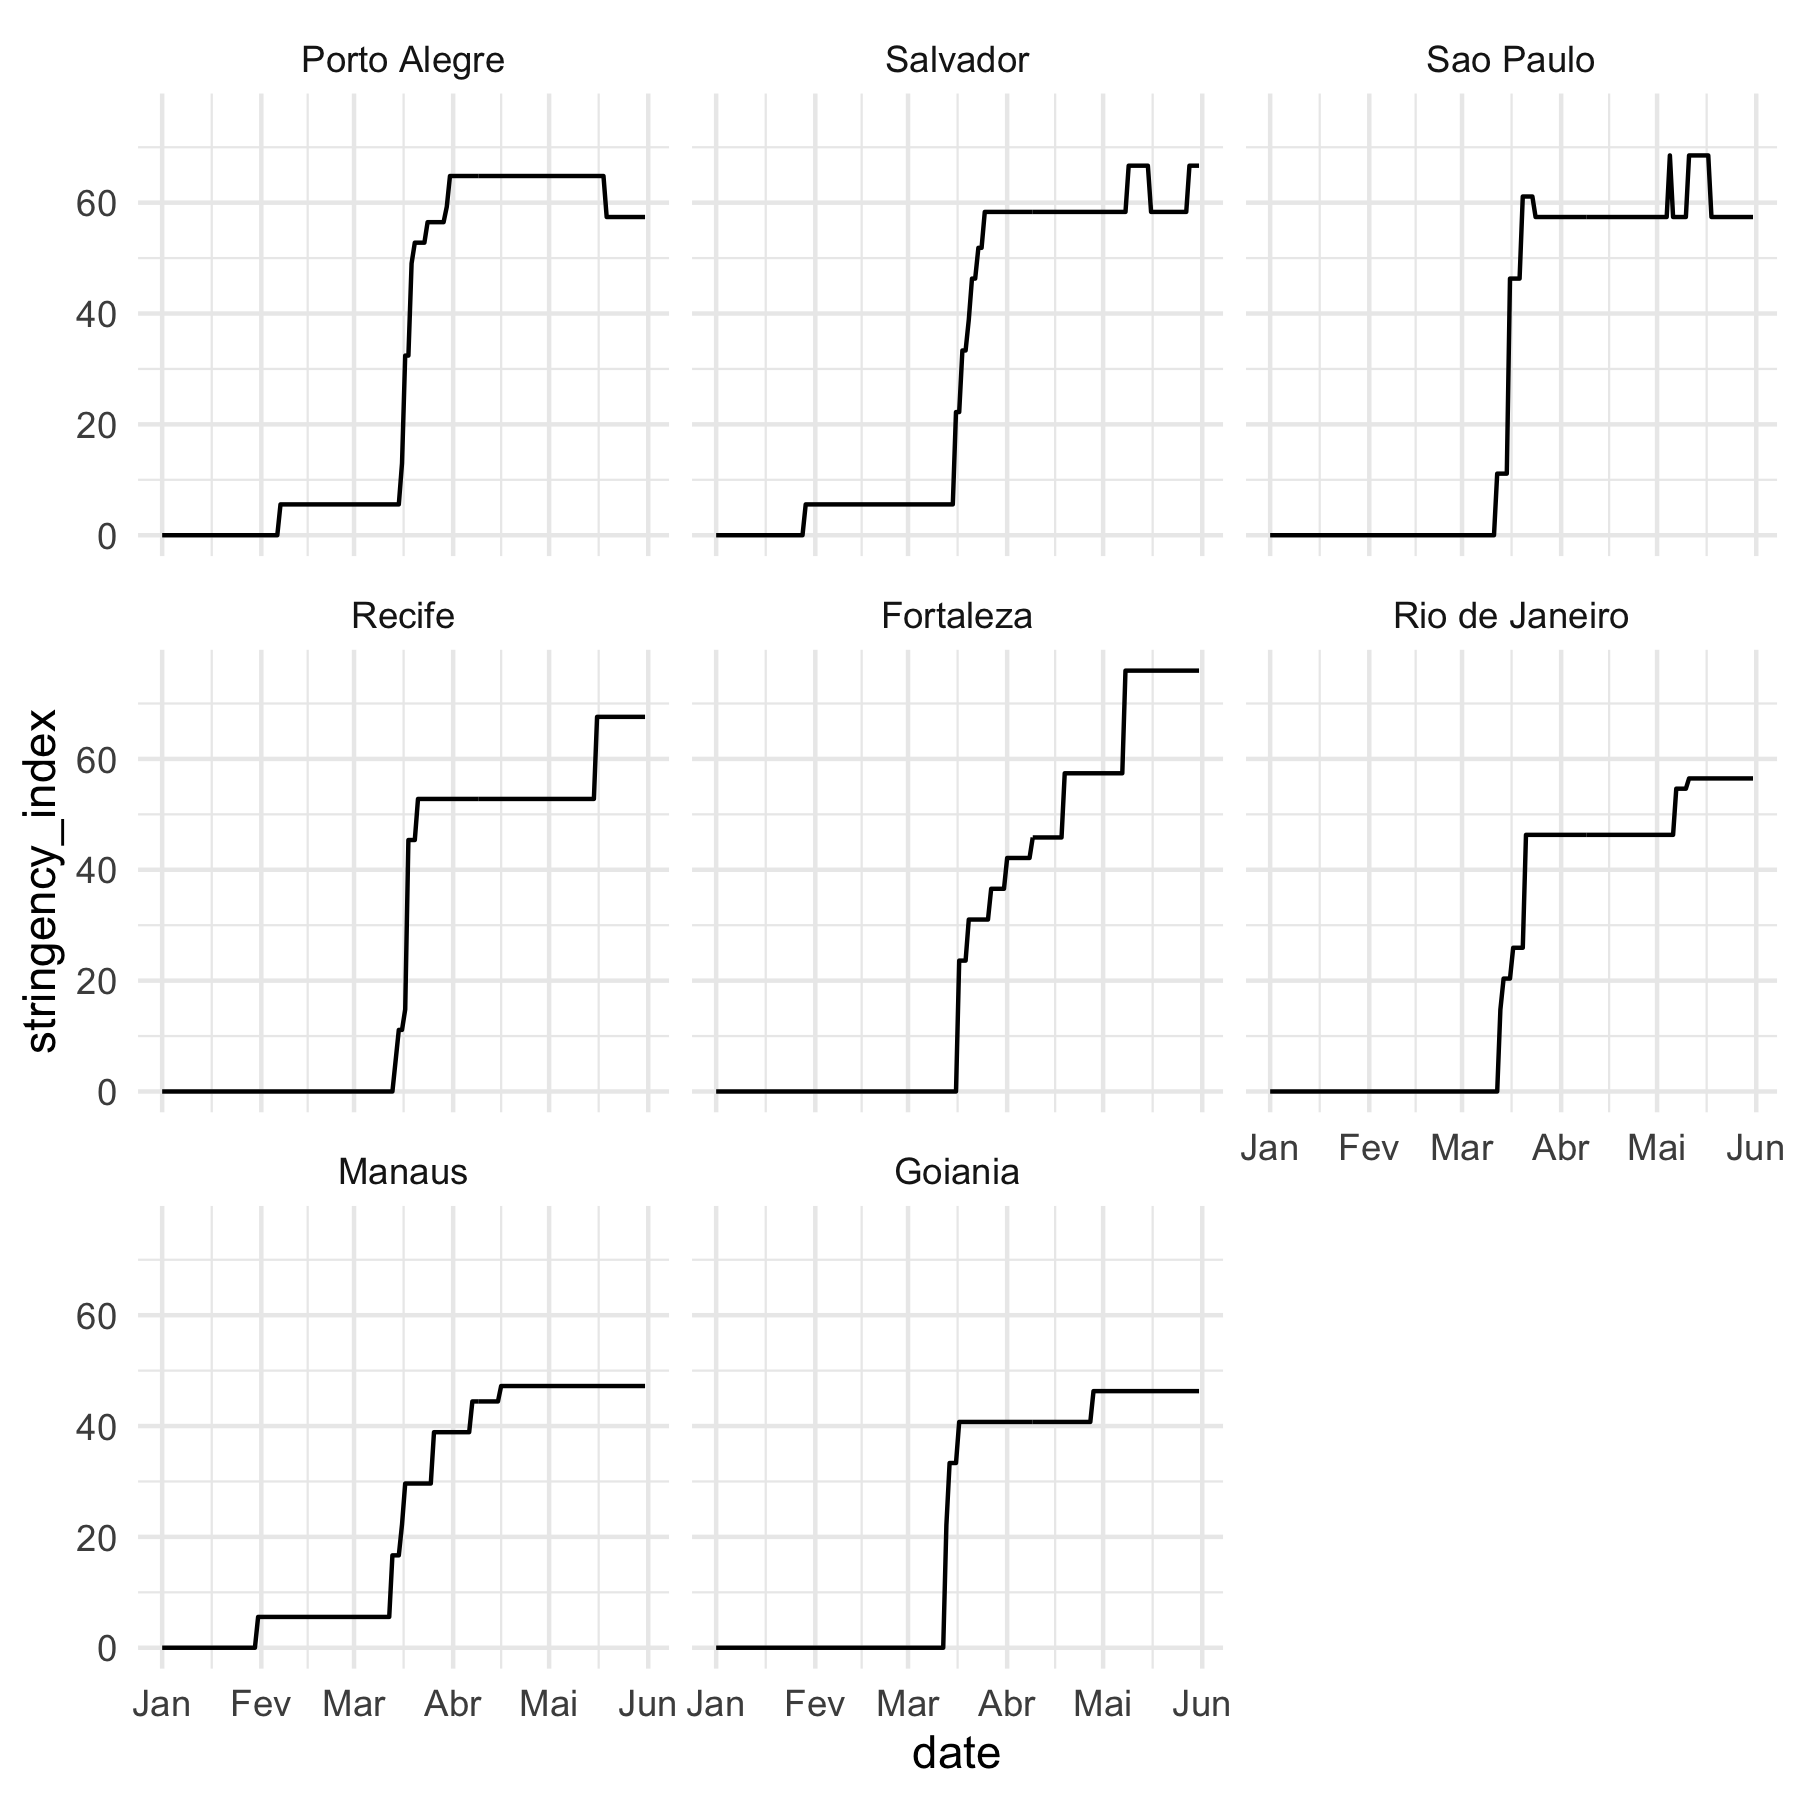 Porto Alegre Salvador Sao Paulo
60
40
20
0
Recife Fortaleza Rio de Janeiro
stringency_index
60
40
20
0
Jan Fev Mar Abr Mai Jun
Manaus Goiania
60
40
20
0
Jan Fev Mar Abr Mai Jun Jan Fev Mar Abr Mai Jun
date